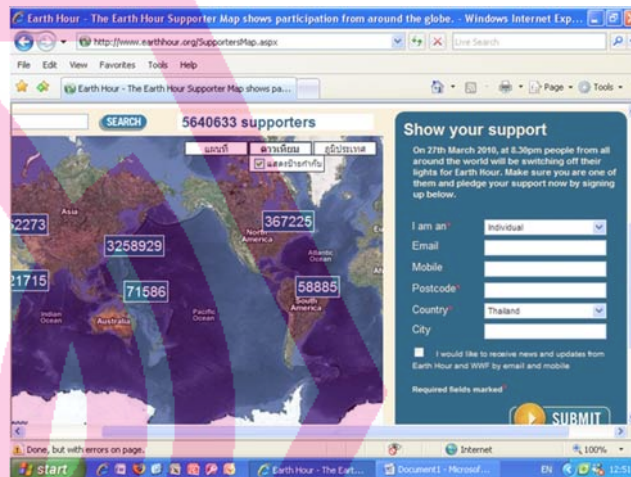 Earth Hour - The Earth Hour Supporter Map shows participation from around the globe. - Windows Internet Exp...
http://www.earthhour.org/SupportersMap.aspx
Live Search
File Edit View Favorites Tools Help
Earth Hour - The Earth Hour Supporter Map shows pa...
Page Tools
SEARCH
5640633 supporters
แผนที่ ดาวเทียม ภูมิประเทศ
แสดงป้ายกำกับ
Asia
North America
Atlantic Ocean
2273
367225
3258929
21715
71586
58885
Indian Ocean
Australia
Pacific Ocean
South America
Show your support
On 27th March 2010, at 8.30pm people from all
around the world will be switching off their
lights for Earth Hour. Make sure you are one of
them and pledge your support now by signing
up below.
I am an* Individual
Email
Mobile
Postcode*
Country* Thailand
City
I would like to receive news and updates from
Earth Hour and WWF by email and mobile
Required fields marked*
SUBMIT
Done, but with errors on page.
Internet
100%
start
Earth Hour - The Eart...
Document1 - Microsof...
EN
12:51